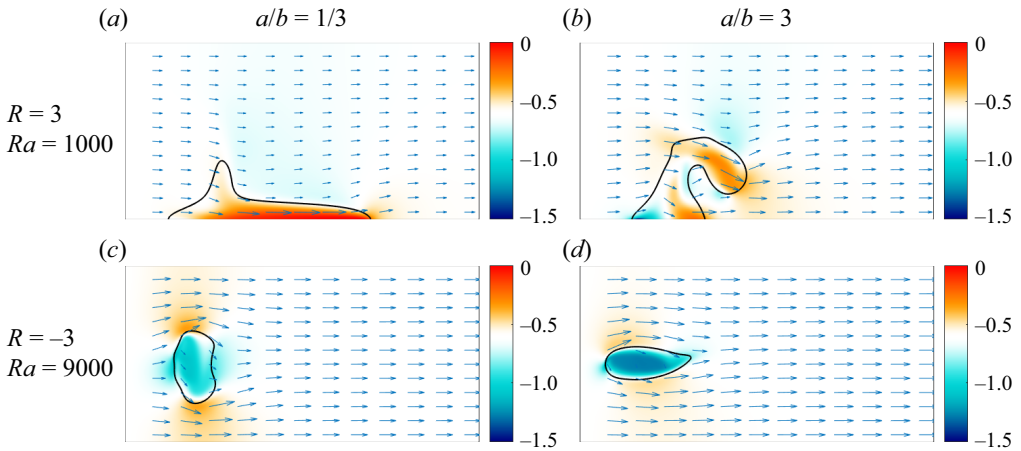 (a) a/b = 1/3 (b) a/b = 3
0 0
–0.5 –0.5
R = 3
Ra = 1000
–1.0 –1.0
–1.5 –1.5
(c) (d)
0 0
–0.5 –0.5
R = –3
Ra = 9000
–1.0 –1.0
–1.5 –1.5